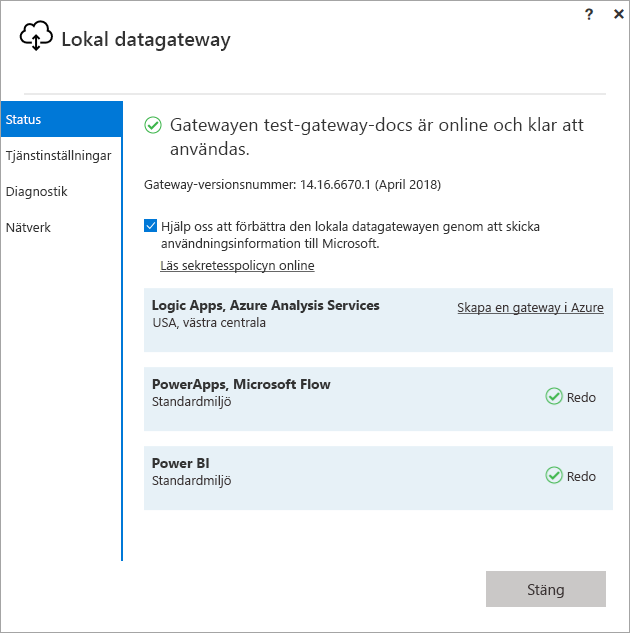 ?
Lokal datagateway
Status
Tjänstinställningar
Diagnostik
Nätverk
Gatewayen test-gateway-docs är online och klar att
användas.
Gateway-versionsnummer: 14.16.6670.1 (April 2018)
Hjälp oss att förbättra den lokala datagatewayen genom att skicka
användningsinformation till Microsoft.
Läs sekretesspolicyn online
Logic Apps, Azure Analysis Services
USA, västra centrala
Skapa en gateway i Azure
PowerApps, Microsoft Flow
Standardmiljö
Redo
Power BI
Standardmiljö
Redo
Stäng